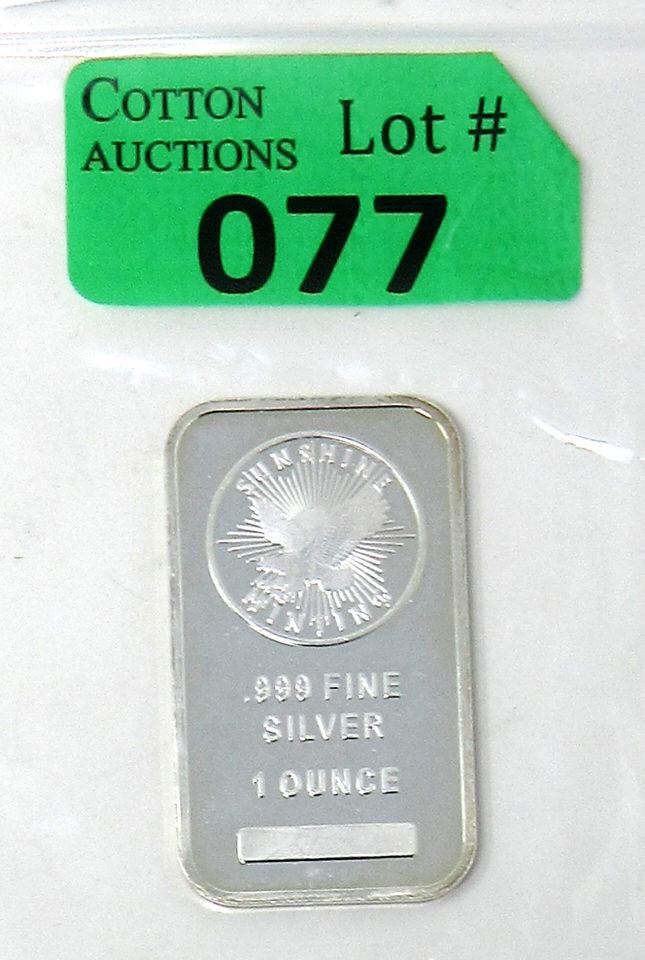 COTTON
AUCTIONS
Lot #
077
SUNSHINE
MINTING
.999 FINE
SILVER
1 OUNCE